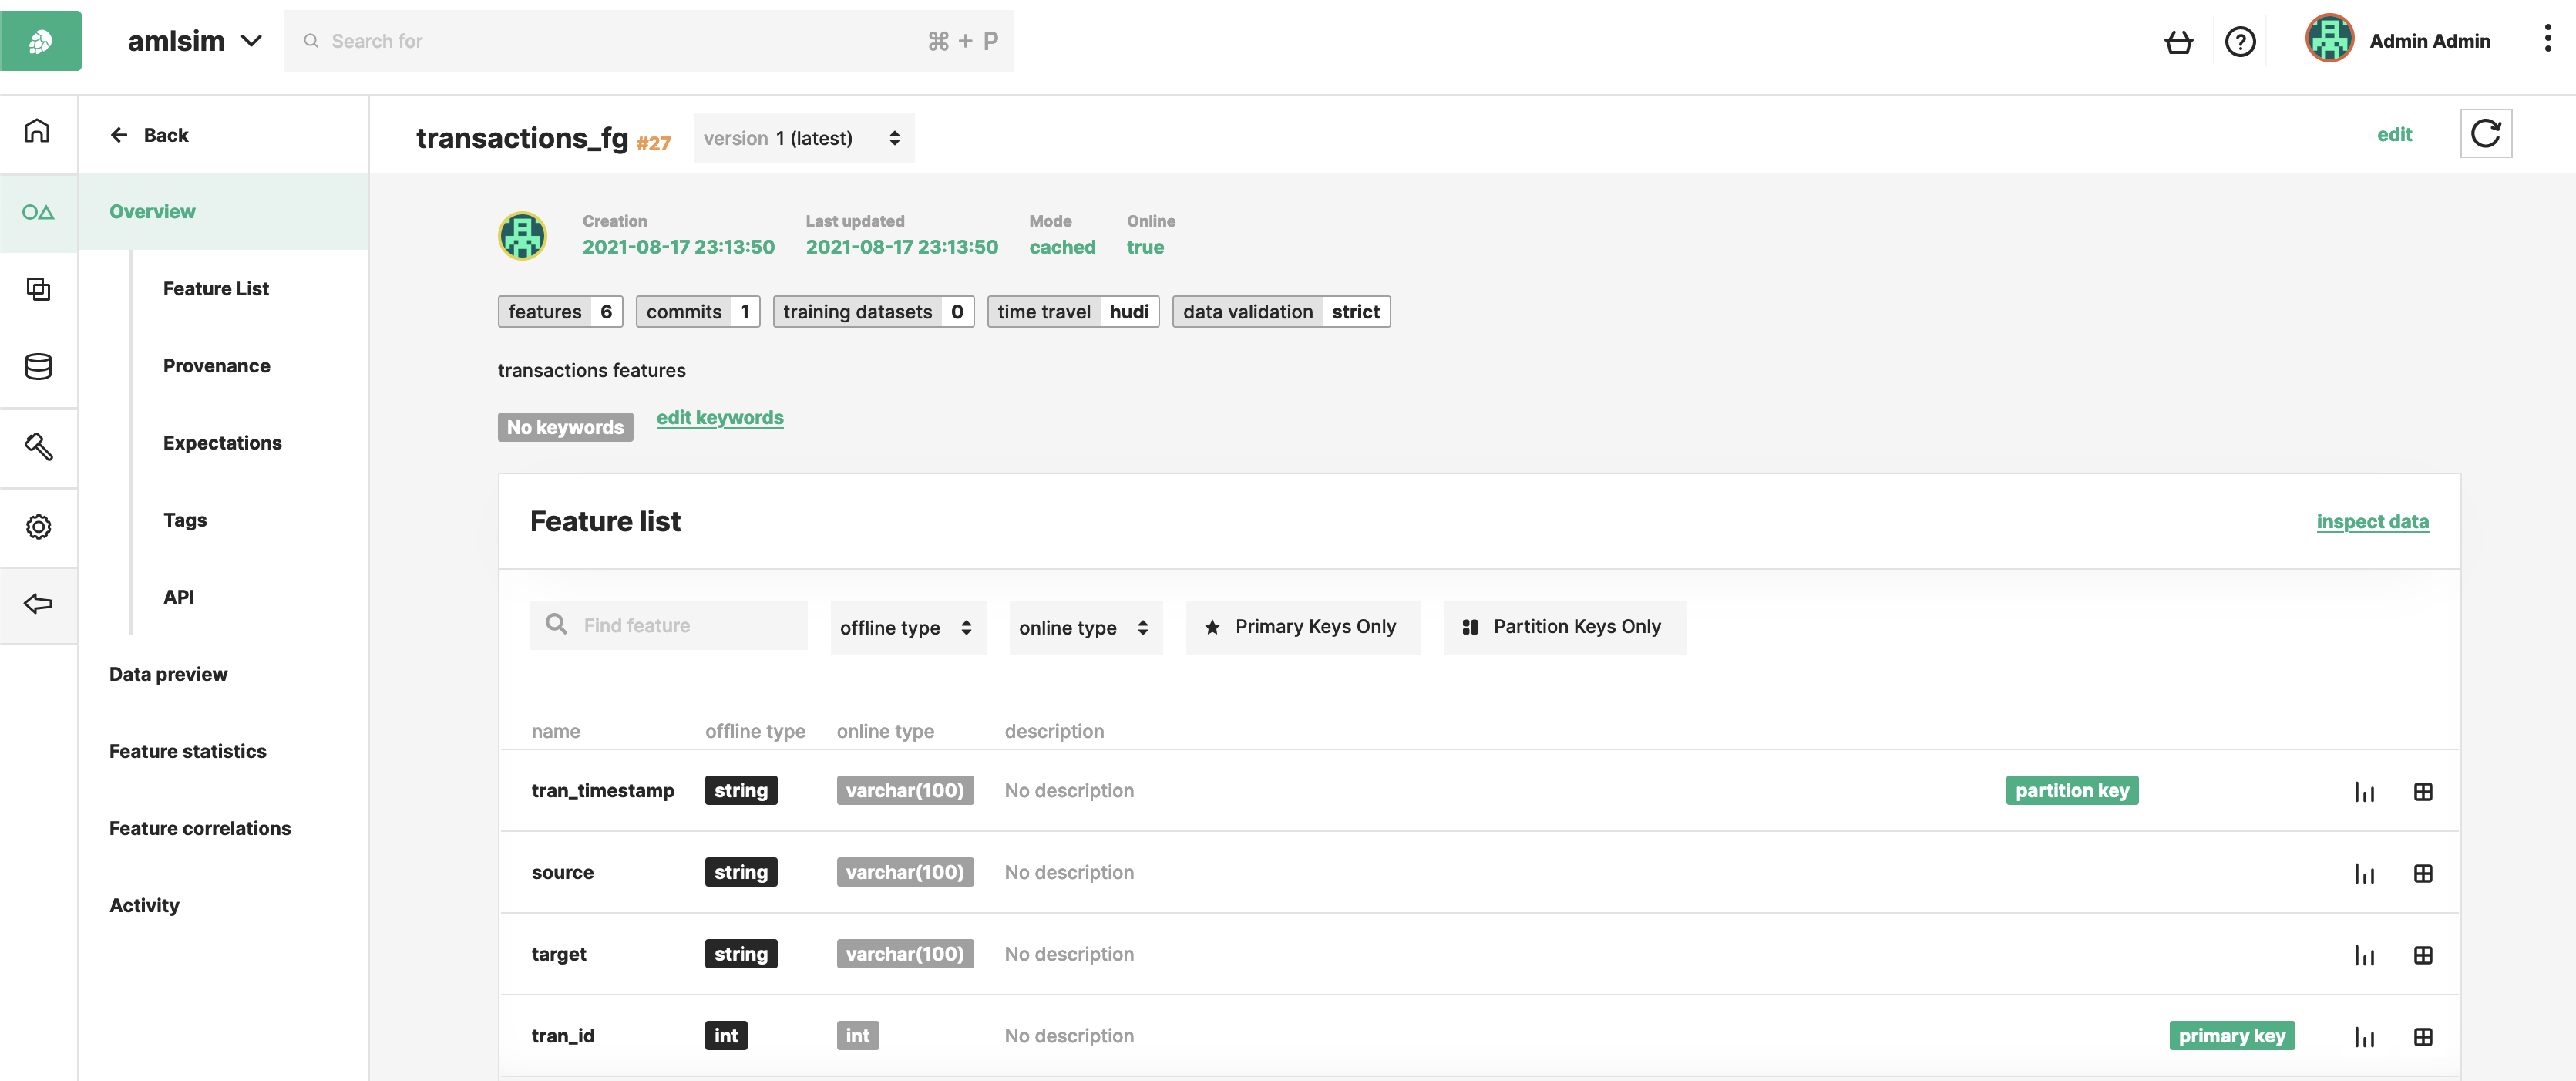 amlsim
Search for
⌘ + P
Admin Admin
Back
transactions_fg #27
version 1 (latest)
edit
Overview
Feature List
Provenance
Expectations
Tags
API
Data preview
Feature statistics
Feature correlations
Activity
Creation Last updated Mode Online
2021-08-17 23:13:50 2021-08-17 23:13:50 cached true
features 6 commits 1 training datasets 0 time travel hudi data validation strict
transactions features
No keywords edit keywords
Feature list inspect data
Find feature offline type online type Primary Keys Only Partition Keys Only
name offline type online type description
tran_timestamp string varchar(100) No description partition key
source string varchar(100) No description
target string varchar(100) No description
tran_id int int No description primary key